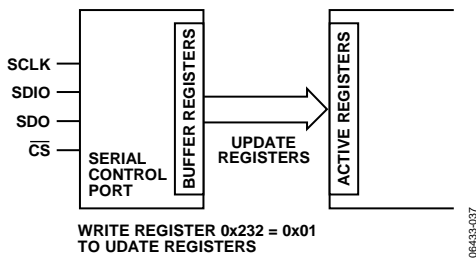 SCLK
SDIO
SDO
CS
SERIAL
CONTROL
PORT
BUFFER REGISTERS
UPDATE
REGISTERS
ACTIVE REGISTERS
WRITE REGISTER 0x232 = 0x01
TO UDATE REGISTERS
06433-037